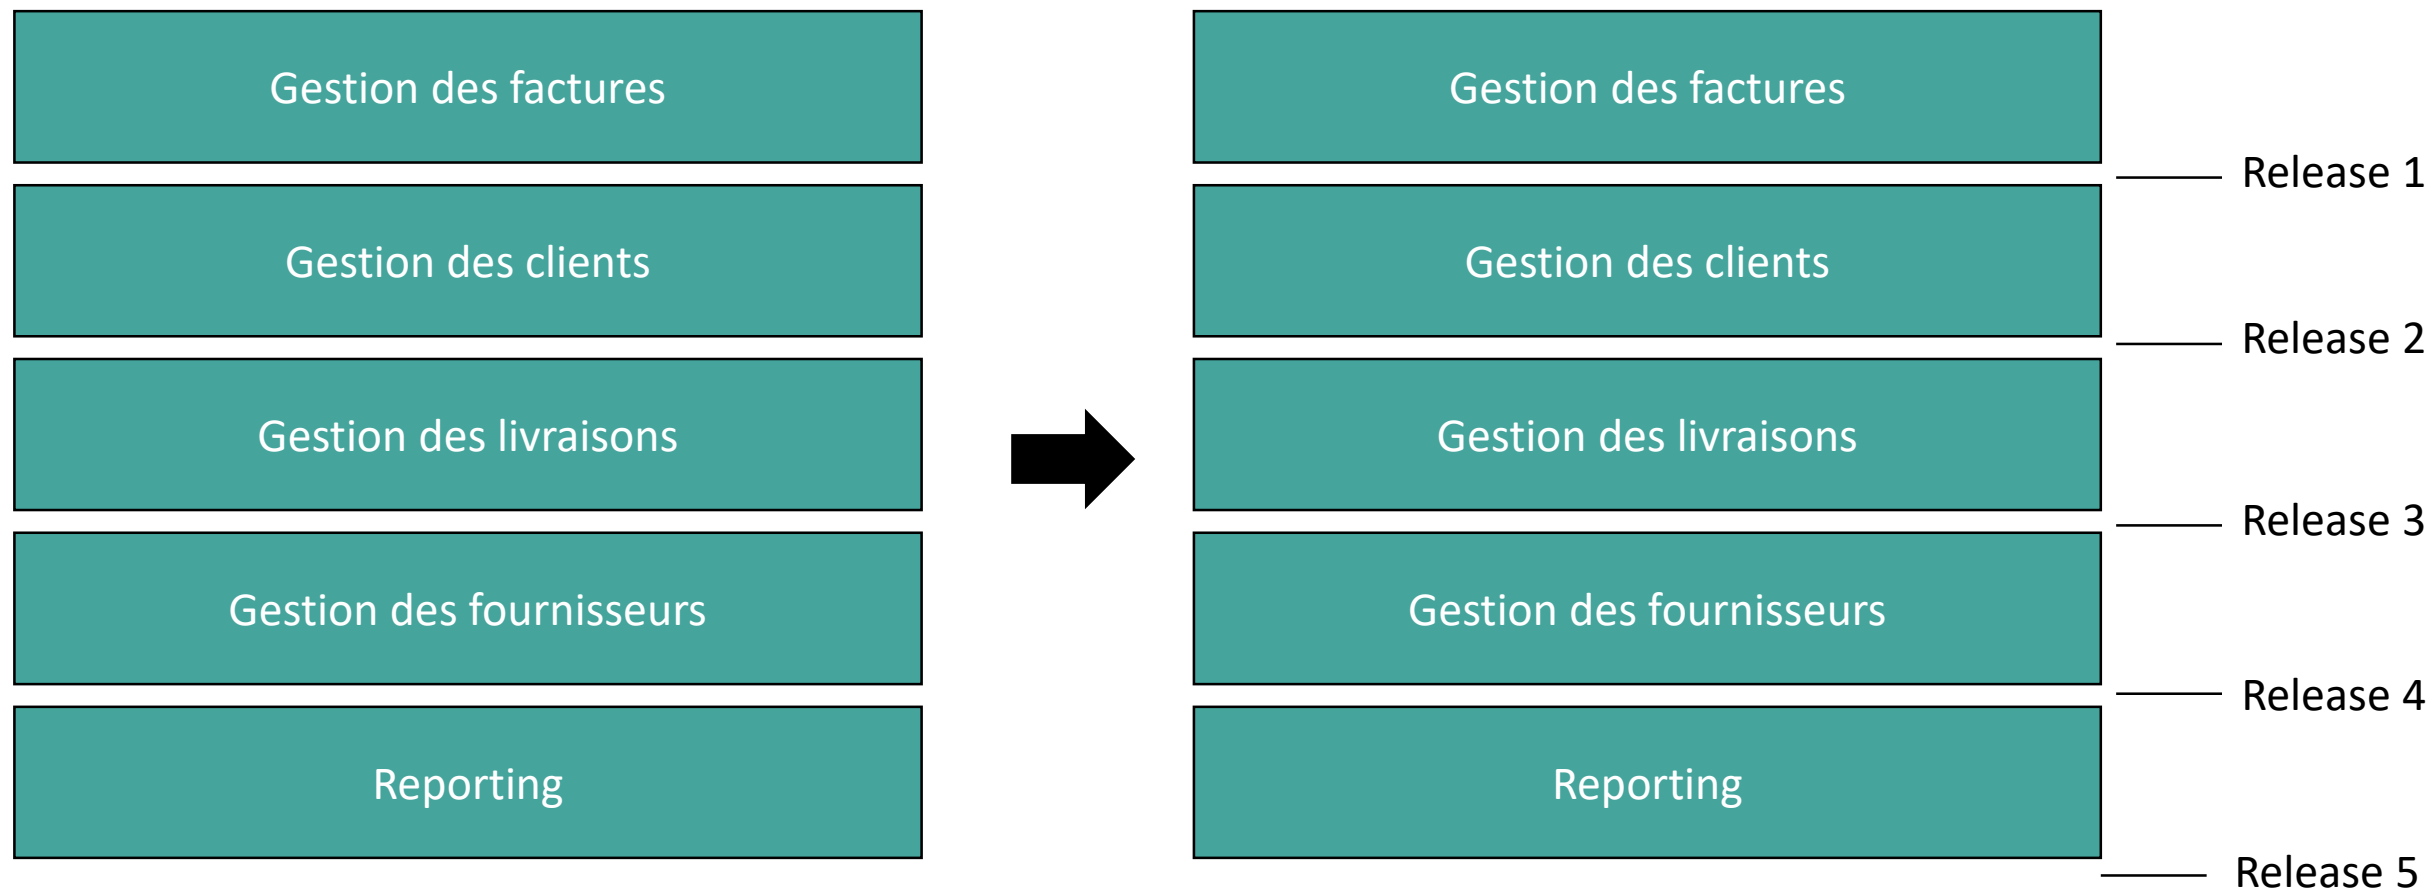 Gestion des factures
Gestion des clients
Gestion des livraisons
Gestion des fournisseurs
Reporting
Gestion des factures
Release 1
Gestion des clients
Release 2
Gestion des livraisons
Release 3
Gestion des fournisseurs
Release 4
Reporting
Release 5